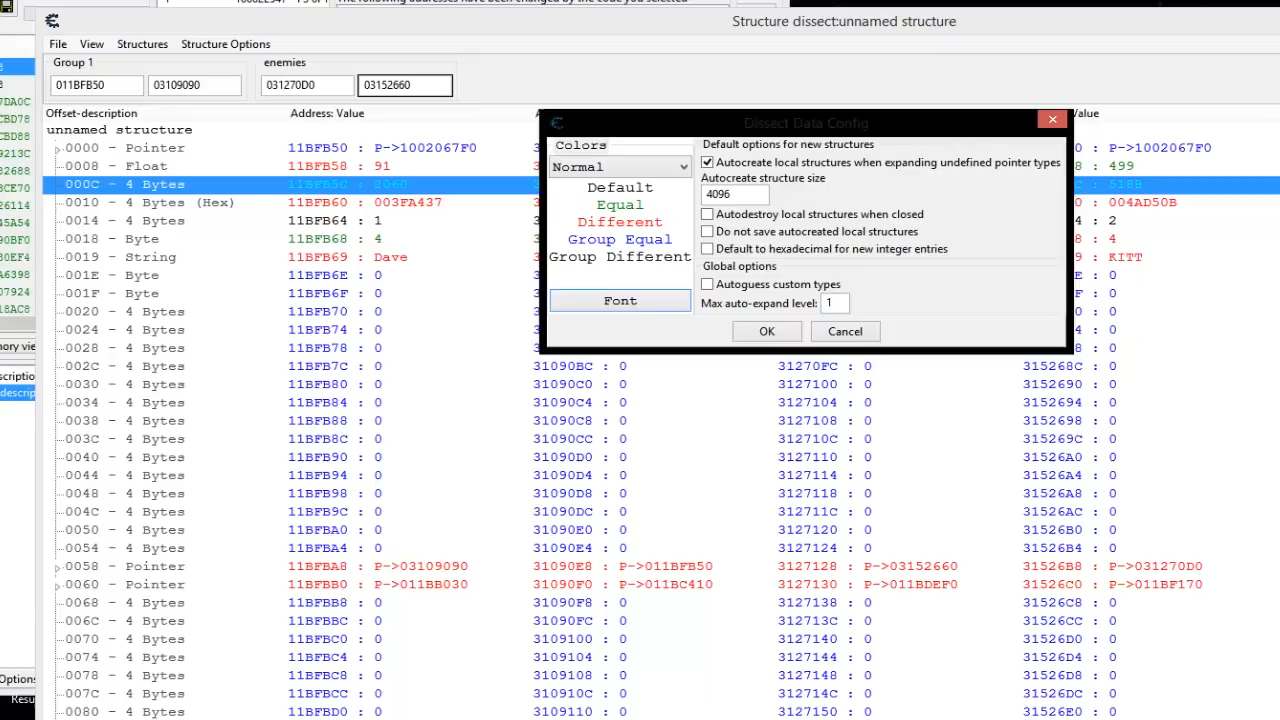 The following addresses have been changed by the code you selected
Structure dissect:unnamed structure
File View Structures Structure Options
Group 1 enemies
011BFB50 03109090 031270D0 03152660
Offset-description Address: Value
unnamed structure
0000 - Pointer 11BFB50 : P->1002067F0 P->1002067F0
0008 - Float 11BFB58 : 91 : 499
000C - 4 Bytes 11BFB5C : 2060
0010 - 4 Bytes (Hex) 11BFB60 : 003FA437 : 004AD50B
0014 - 4 Bytes 11BFB64 : 1 : 2
0018 - Byte 11BFB68 : 4 : 4
0019 - String 11BFB69 : Dave : KITT
001E - Byte 11BFB6E : 0 : 0
001F - Byte 11BFB6F : 0 : 0
0020 - 4 Bytes 11BFB70 : 0 : 0
0024 - 4 Bytes 11BFB74 : 0 : 0
0028 - 4 Bytes 11BFB78 : 0 : 0
002C - 4 Bytes 11BFB7C : 0 31090BC : 0 31270FC : 0 315268C : 0
0030 - 4 Bytes 11BFB80 : 0 31090C0 : 0 3127100 : 0 3152690 : 0
0034 - 4 Bytes 11BFB84 : 0 31090C4 : 0 3127104 : 0 3152694 : 0
0038 - 4 Bytes 11BFB88 : 0 31090C8 : 0 3127108 : 0 3152698 : 0
003C - 4 Bytes 11BFB8C : 0 31090CC : 0 312710C : 0 315269C : 0
0040 - 4 Bytes 11BFB90 : 0 31090D0 : 0 3127110 : 0 31526A0 : 0
0044 - 4 Bytes 11BFB94 : 0 31090D4 : 0 3127114 : 0 31526A4 : 0
0048 - 4 Bytes 11BFB98 : 0 31090D8 : 0 3127118 : 0 31526A8 : 0
004C - 4 Bytes 11BFB9C : 0 31090DC : 0 312711C : 0 31526AC : 0
0050 - 4 Bytes 11BFBA0 : 0 31090E0 : 0 3127120 : 0 31526B0 : 0
0054 - 4 Bytes 11BFBA4 : 0 31090E4 : 0 3127124 : 0 31526B4 : 0
0058 - Pointer 11BFBA8 : P->03109090 31090E8 : P->011BFB50 3127128 : P->03152660 31526B8 : P->031270D0
0060 - Pointer 11BFBB0 : P->011BB030 31090F0 : P->011BC410 3127130 : P->011BDEF0 31526C0 : P->011BF170
0068 - 4 Bytes 11BFBB8 : 0 31090F8 : 0 3127138 : 0 31526C8 : 0
006C - 4 Bytes 11BFBBC : 0 31090FC : 0 312713C : 0 31526CC : 0
0070 - 4 Bytes 11BFBC0 : 0 3109100 : 0 3127140 : 0 31526D0 : 0
0074 - 4 Bytes 11BFBC4 : 0 3109104 : 0 3127144 : 0 31526D4 : 0
0078 - 4 Bytes 11BFBC8 : 0 3109108 : 0 3127148 : 0 31526D8 : 0
007C - 4 Bytes 11BFBCC : 0 310910C : 0 312714C : 0 31526DC : 0
0080 - 4 Bytes 11BFBD0 : 0 3109110 : 0 3127150 : 0 31526E0 : 0
Dissect Data Config
Colors
Normal
Default
Equal
Different
Group Equal
Group Different
Font
Default options for new structures
Autocreate local structures when expanding undefined pointer types
Autocreate structure size
4096
Autodestroy local structures when closed
Do not save autocreated local structures
Default to hexadecimal for new integer entries
Global options
Autoguess custom types
Max auto-expand level: 1
OK Cancel
Options